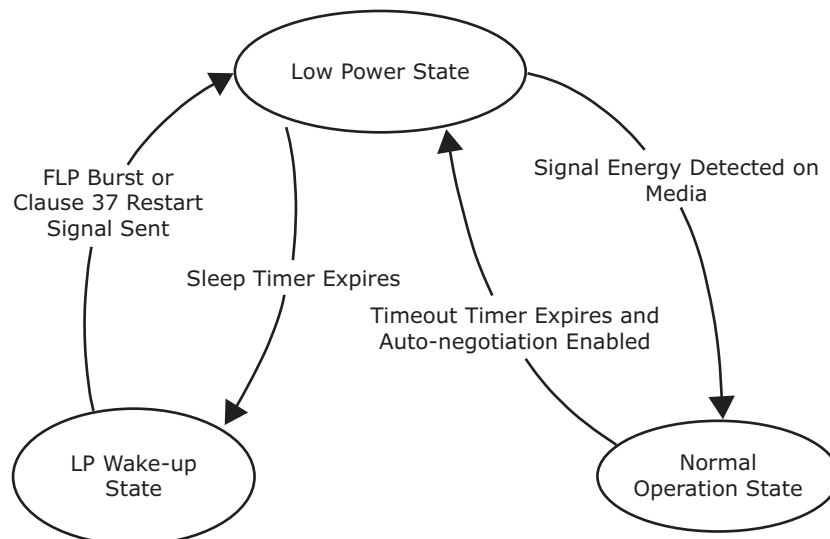 Low Power State
FLP Burst or
Clause 37 Restart
Signal Sent
Signal Energy Detected on
Media
Sleep Timer Expires
Timeout Timer Expires and
Auto-negotiation Enabled
LP Wake-up
State
Normal
Operation State